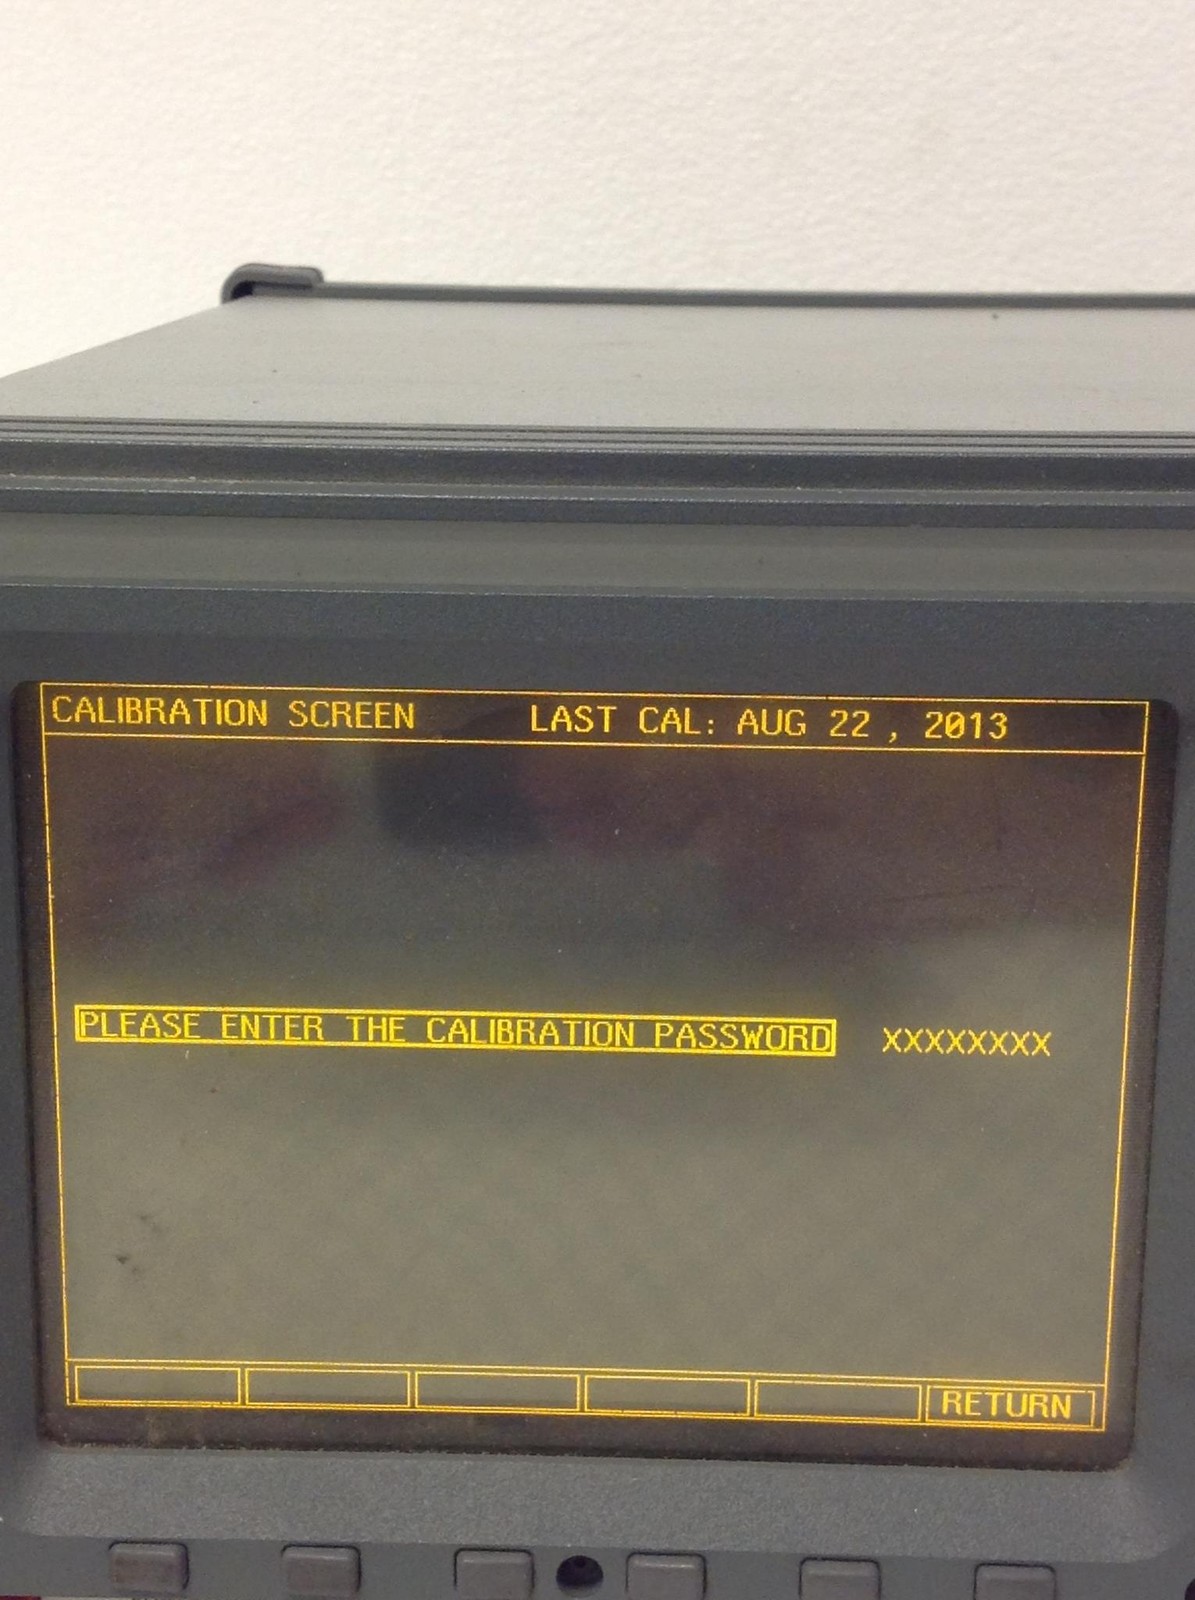 CALIBRATION SCREEN LAST CAL: AUG 22 , 2013
PLEASE ENTER THE CALIBRATION PASSWORD XXXXXXXX
RETURN